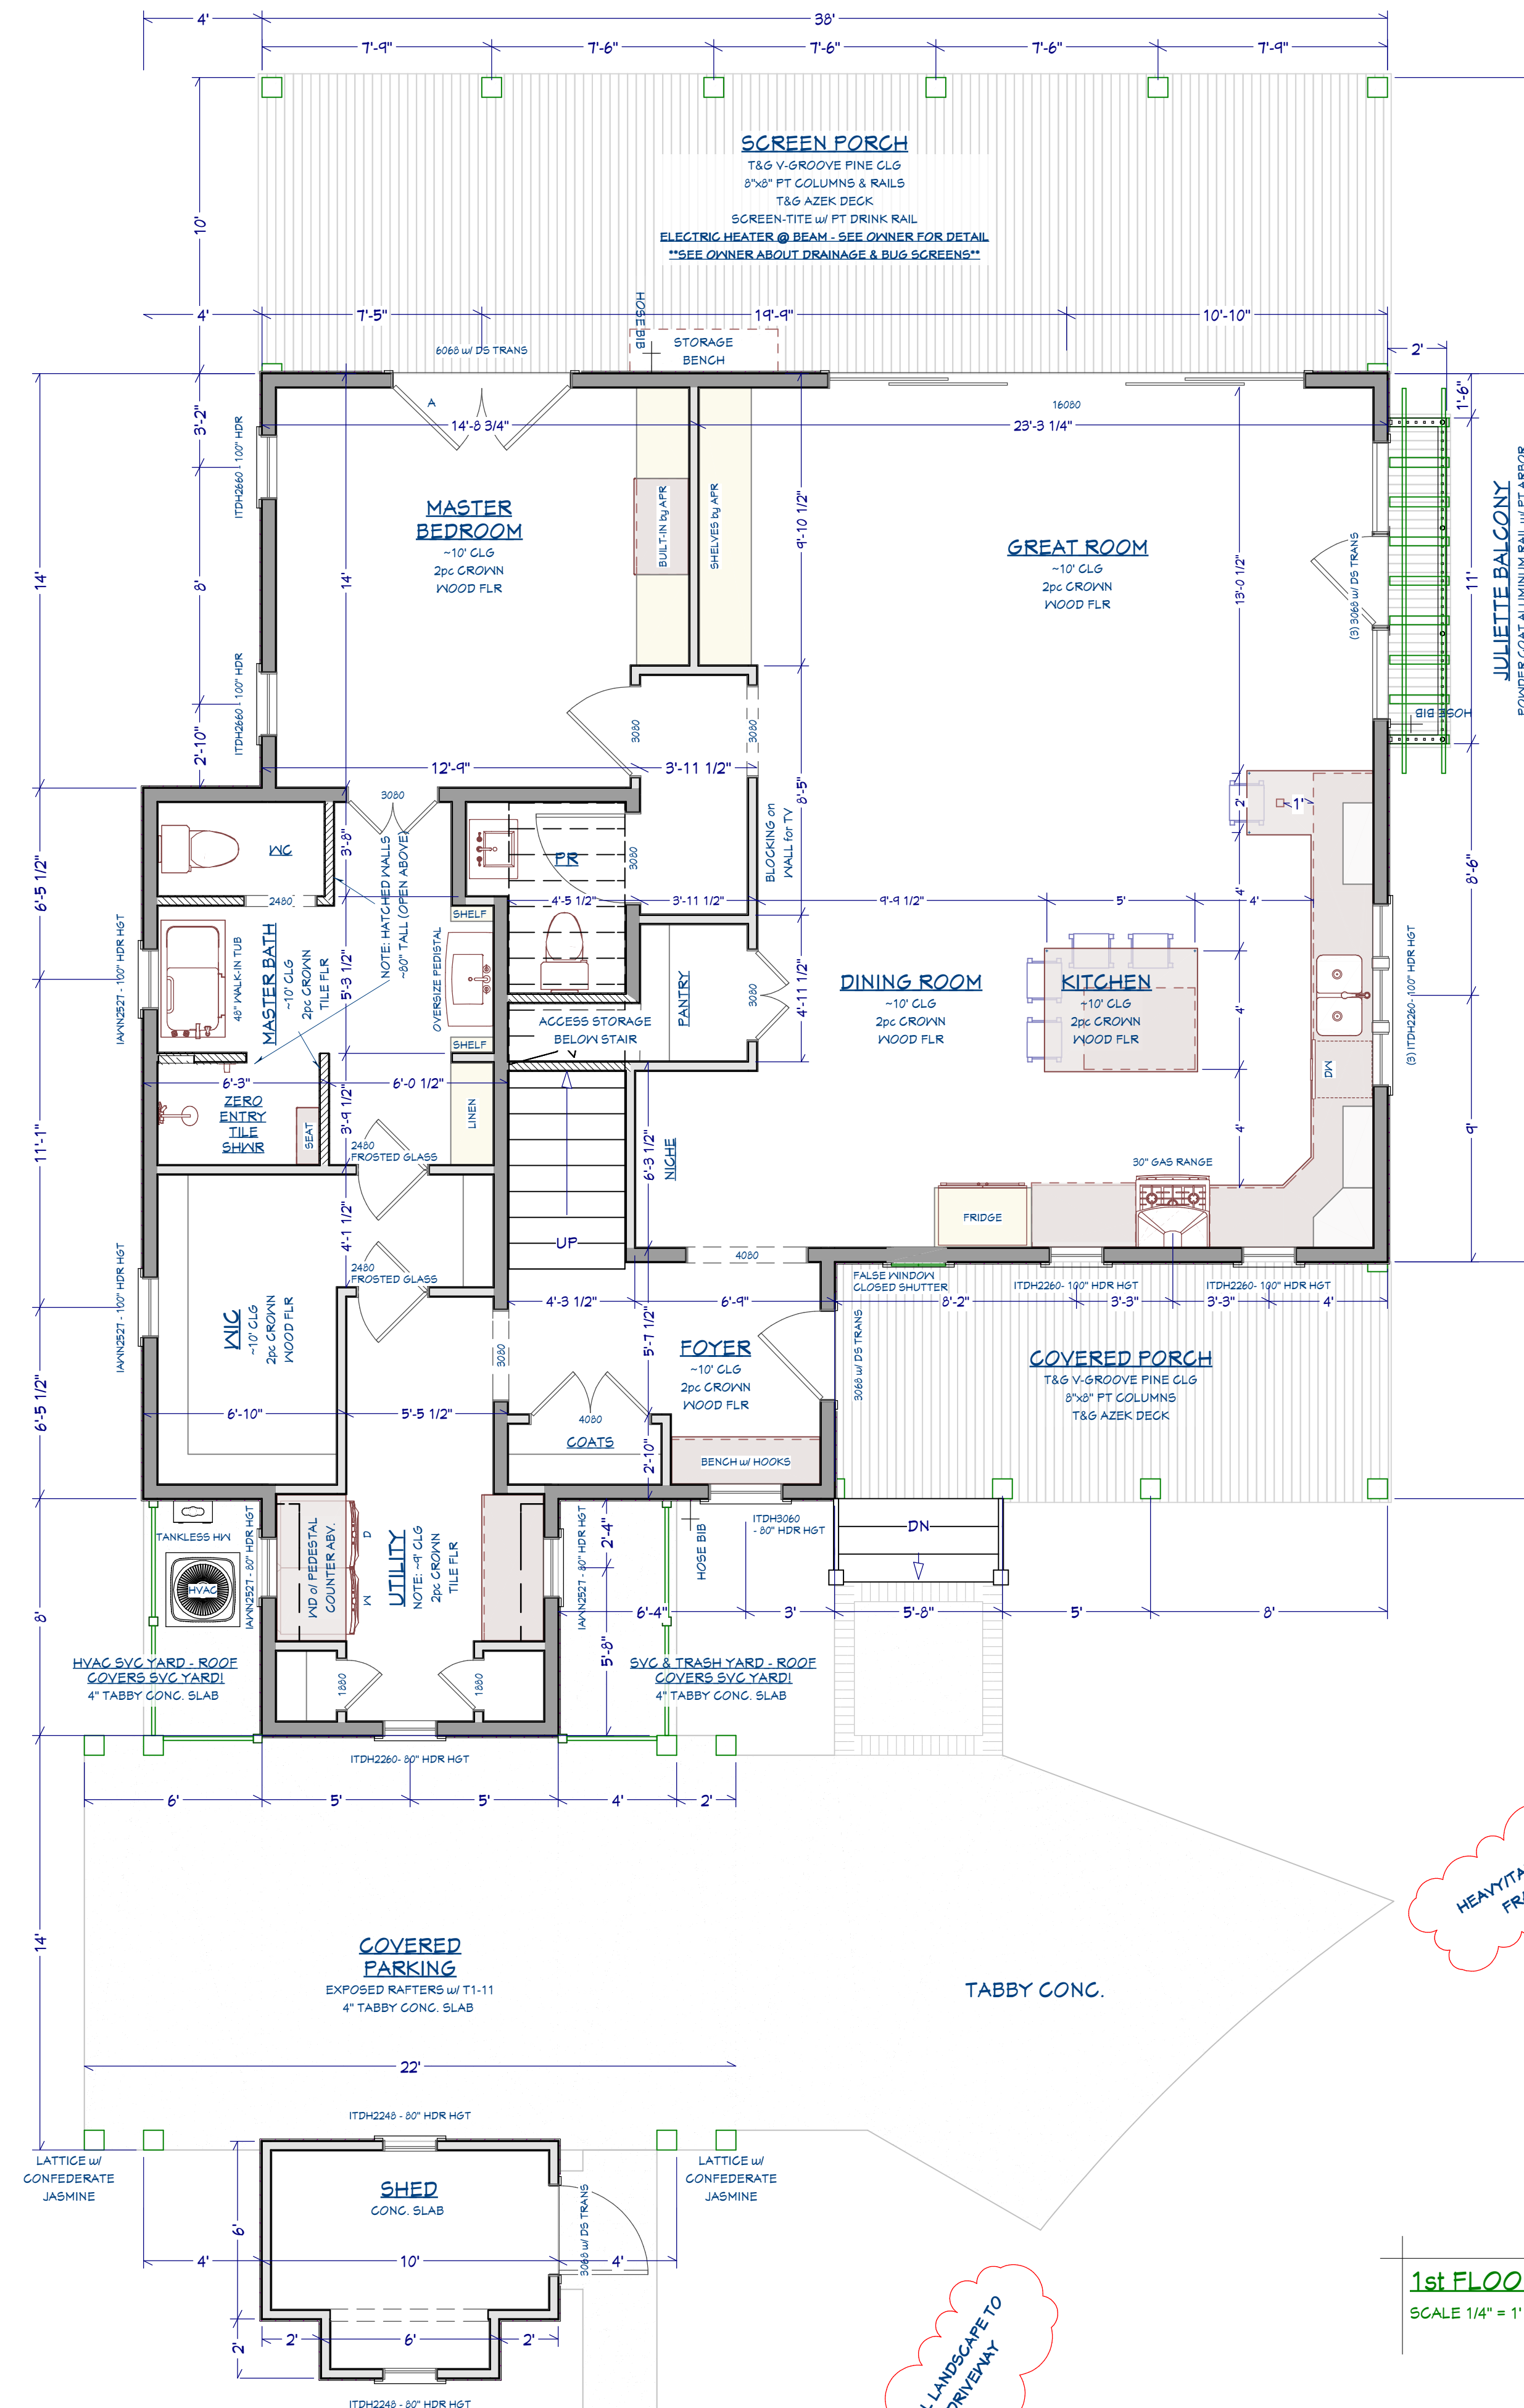 4'
38'
7'-9"
7'-6"
7'-6"
7'-6"
7'-9"
SCREEN PORCH
T&G V-GROOVE PINE CLG
8"x8" PT COLUMNS & RAILS
T&G AZEK DECK
SCREEN-TITE w/ PT DRINK RAIL
ELECTRIC HEATER @ BEAM - SEE OWNER FOR DETAIL
**SEE OWNER ABOUT DRAINAGE & BUG SCREENS**
10'
4'
7'-5"
19'-9"
10'-10"
HOSE BIB
STORAGE
BENCH
6068 w/ DS TRANS
2'
1'-6"
16080
A
14'-8 3/4"
23'-3 1/4"
3'-2"
ITDH2660 - 100" HDR
MASTER
BEDROOM
~10' CLG
2pc CROWN
WOOD FLR
BUILT-IN by APR
SHELVES by APR
9'-10 1/2"
GREAT ROOM
~10' CLG
2pc CROWN
WOOD FLR
13'-0 1/2"
(3) 3068 w/ DS TRANS
11'
JULIETTE BALCONY
POWDER COAT ALUMINUM RAIL w/ PT ARBOR
HOSE BIB
14'
8'
14'
ITDH2660 - 100" HDR
2'-10"
3080
3080
12'-9"
3'-11 1/2"
8'-5"
3080
WC
3'-8"
2480
NOTE: HATCHED WALLS
~80" TALL (OPEN ABOVE)
PR
3080
BLOCKING on
WALL for TV
2'
1'
8'-6"
6'-5 1/2"
4'-5 1/2"
3'-11 1/2"
9'-9 1/2"
5'
4'
4'
SHELF
IAWN2527 - 100" HDR HGT
48" WALK-IN TUB
MASTER BATH
~10' CLG
2pc CROWN
TILE FLR
5'-3 1/2"
OVERSIZE PEDISTAL
SHELF
PANTRY
3080
4'-11 1/2"
ACCESS STORAGE
BELOW STAIR
DINING ROOM
~10' CLG
2pc CROWN
WOOD FLR
KITCHEN
~10' CLG
2pc CROWN
WOOD FLR
4'
DW
(3) ITDH2260- 100" HDR HGT
6'-3"
6'-0 1/2"
ZERO
ENTRY
TILE
SHWR
SEAT
3'-9 1/2"
LINEN
2480
FROSTED GLASS
11'-1"
6'-3 1/2"
NICHE
4'
9'
30" GAS RANGE
FRIDGE
UP
4080
4'-1 1/2"
2480
FROSTED GLASS
IAWN2527 - 100" HDR HGT
WIC
~10' CLG
2pc CROWN
WOOD FLR
4'-3 1/2"
6'-9"
FALSE WINDOW
CLOSED SHUTTER
ITDH2260- 100" HDR HGT
ITDH2260- 100" HDR HGT
8'-2"
3'-3"
3'-3"
4'
3080
5'-7 1/2"
FOYER
~10' CLG
2pc CROWN
WOOD FLR
3068 w/ DS TRANS
COVERED PORCH
T&G V-GROOVE PINE CLG
8"x8" PT COLUMNS
T&G AZEK DECK
6'-5 1/2"
6'-10"
5'-5 1/2"
4080
COATS
2'-10"
BENCH w/ HOOKS
TANKLESS HW
HVAC
IAWN2527 - 80" HDR HGT
WD o/ PEDESTAL
COUNTER ABV.
D
W
UTILITY
NOTE: ~9' CLG
2pc CROWN
TILE FLR
IAWN2527 - 80" HDR HGT
2'-4"
HOSE BIB
ITDH3060
- 80" HDR HGT
DN
8'
6'-4"
3'
5'-8"
5'
8'
5'-8"
HVAC SVC YARD - ROOF
COVERS SVC YARD!
4" TABBY CONC. SLAB
1880
1880
SVC & TRASH YARD - ROOF
COVERS SVC YARD!
4" TABBY CONC. SLAB
ITDH2260- 80" HDR HGT
6'
5'
5'
4'
2'
14'
COVERED
PARKING
EXPOSED RAFTERS w/ T1-11
4" TABBY CONC. SLAB
TABBY CONC.
22'
ITDH2248 - 80" HDR HGT
LATTICE w/
CONFEDERATE
JASMINE
SHED
CONC. SLAB
LATTICE w/
CONFEDERATE
JASMINE
3068 w/ DS TRANS
6'
4'
10'
4'
2'
6'
2'
2'
ITDH2248 - 80" HDR HGT
LANDSCAPE TO
DRIVEWAY
1st FLOO
SCALE 1/4" = 1'